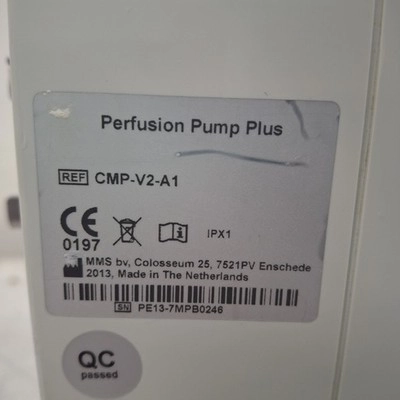 Perfusion Pump Plus
REF CMP-V2-A1
CE
0197
IPX1
MMS bv, Colosseum 25, 7521PV Enschede
2013, Made in The Netherlands
SN PE13-7MPB0246
QC
passed